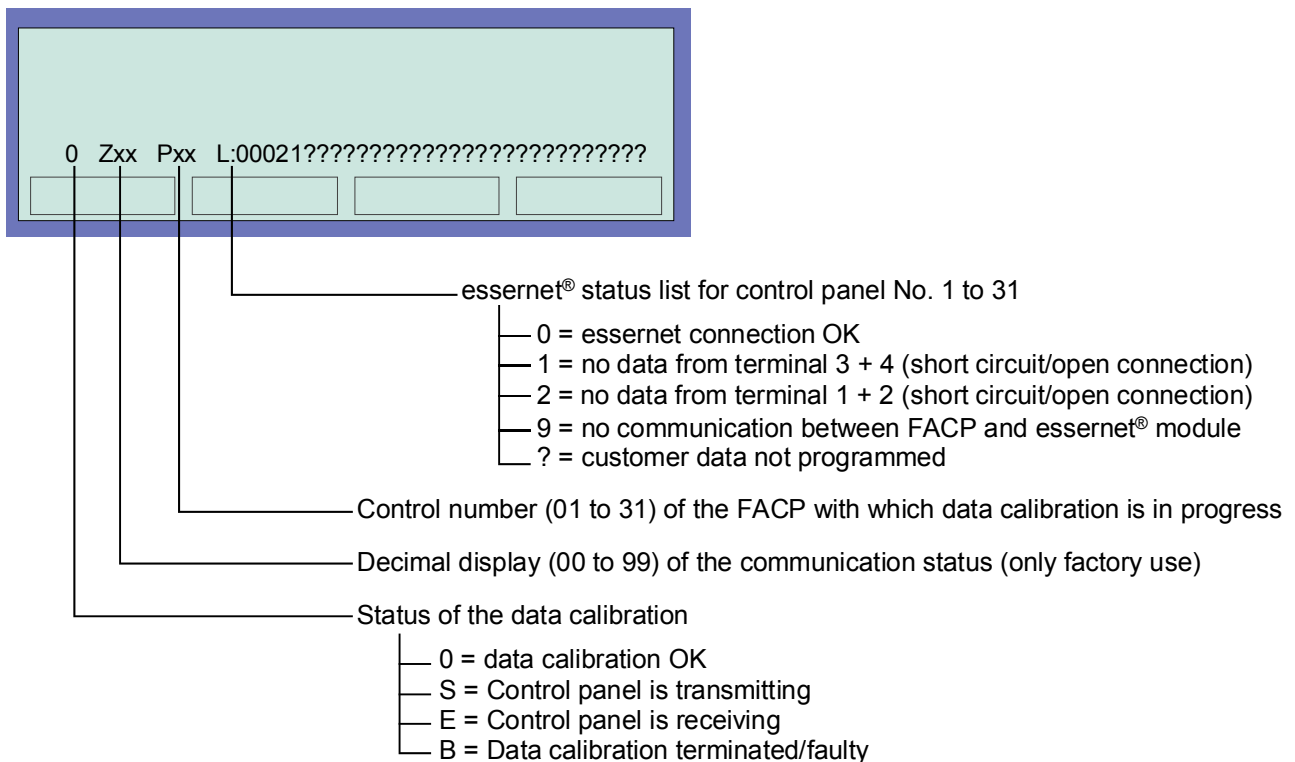 0 Zxx Pxx L:00021??????????????????????????
essernet® status list for control panel No. 1 to 31
0 = essernet connection OK
1 = no data from terminal 3 + 4 (short circuit/open connection)
2 = no data from terminal 1 + 2 (short circuit/open connection)
9 = no communication between FACP and essernet® module
? = customer data not programmed
Control number (01 to 31) of the FACP with which data calibration is in progress
Decimal display (00 to 99) of the communication status (only factory use)
Status of the data calibration
0 = data calibration OK
S = Control panel is transmitting
E = Control panel is receiving
B = Data calibration terminated/faulty